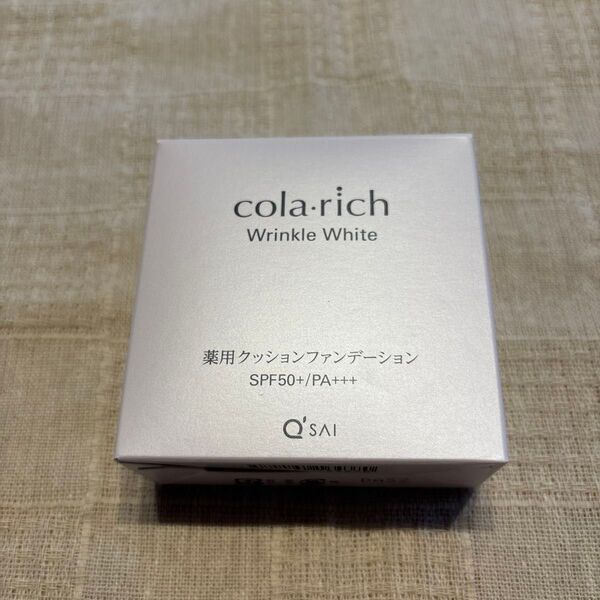 cola·rich
Wrinkle White
薬用クッションファンデーション
SPF50+/PA+++
Q'SAI